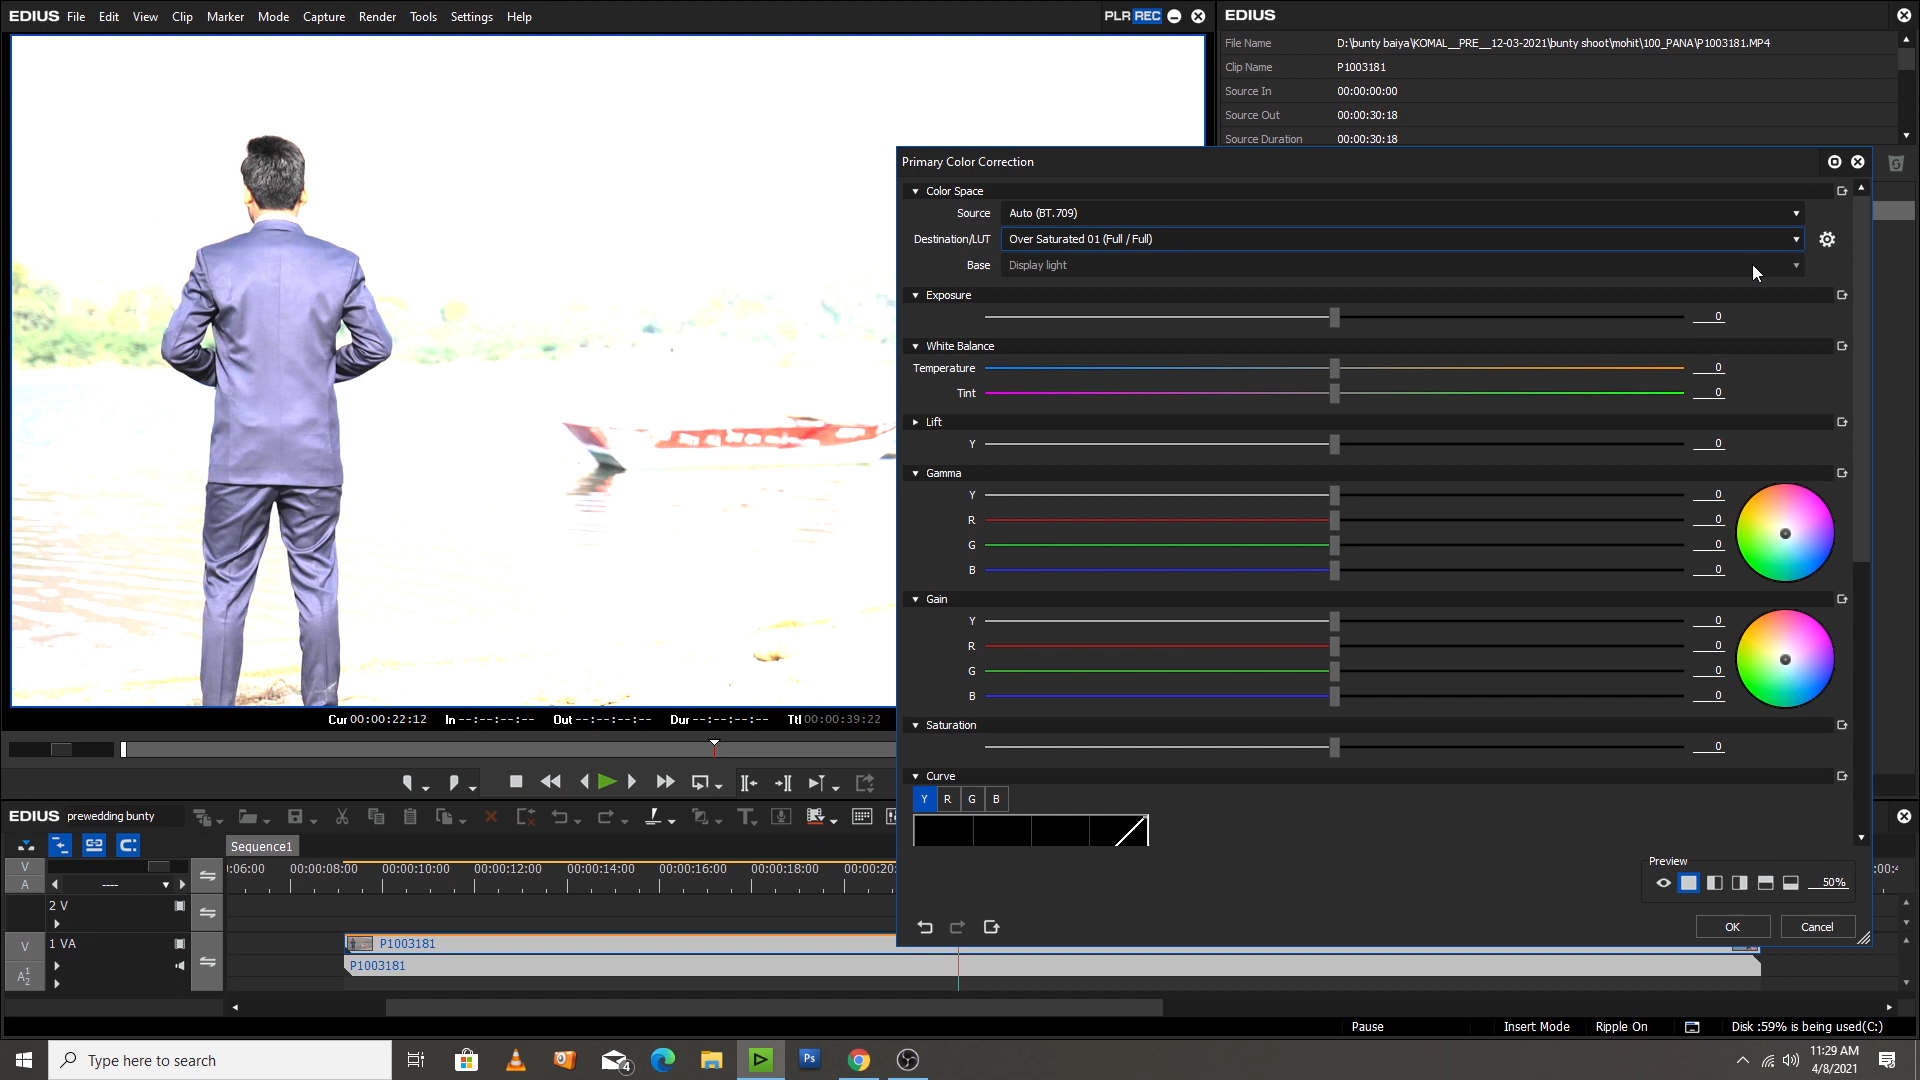 EDIUS File Edit View Clip Marker Mode Capture Render Tools Settings Help
PLR REC
EDIUS
File Name D:\bunty baiya\KOMAL__PRE__12-03-2021\bunty shoot\mohit\100_PANA\P1003181.MP4
Clip Name P1003181
Source In 00:00:00:00
Source Out 00:00:30:18
Source Duration 00:00:30:18
Primary Color Correction
Color Space
Source Auto (BT.709)
Destination/LUT Over Saturated 01 (Full / Full)
Base Display light
Exposure
0
White Balance
Temperature 0
Tint 0
Lift
Y 0
Gamma
Y 0
R 0
G 0
B 0
Gain
Y 0
R 0
G 0
B 0
Saturation
0
Curve
Y R G B
Preview
50%
OK Cancel
Cur 00:00:22:12 In --:--:--:-- Out --:--:--:-- Dur --:--:--:-- Ttl 00:00:39:22
EDIUS prewedding bunty
Sequence1
V
A ----
:06:00 00:00:08:00 00:00:10:00 00:00:12:00 00:00:14:00 00:00:16:00 00:00:18:00 00:00:20:
2 V
V 1 VA P1003181
A 1 2 P1003181
Pause Insert Mode Ripple On Disk :59% is being used(C:)
Type here to search
4
Ps
11:29 AM
4/8/2021